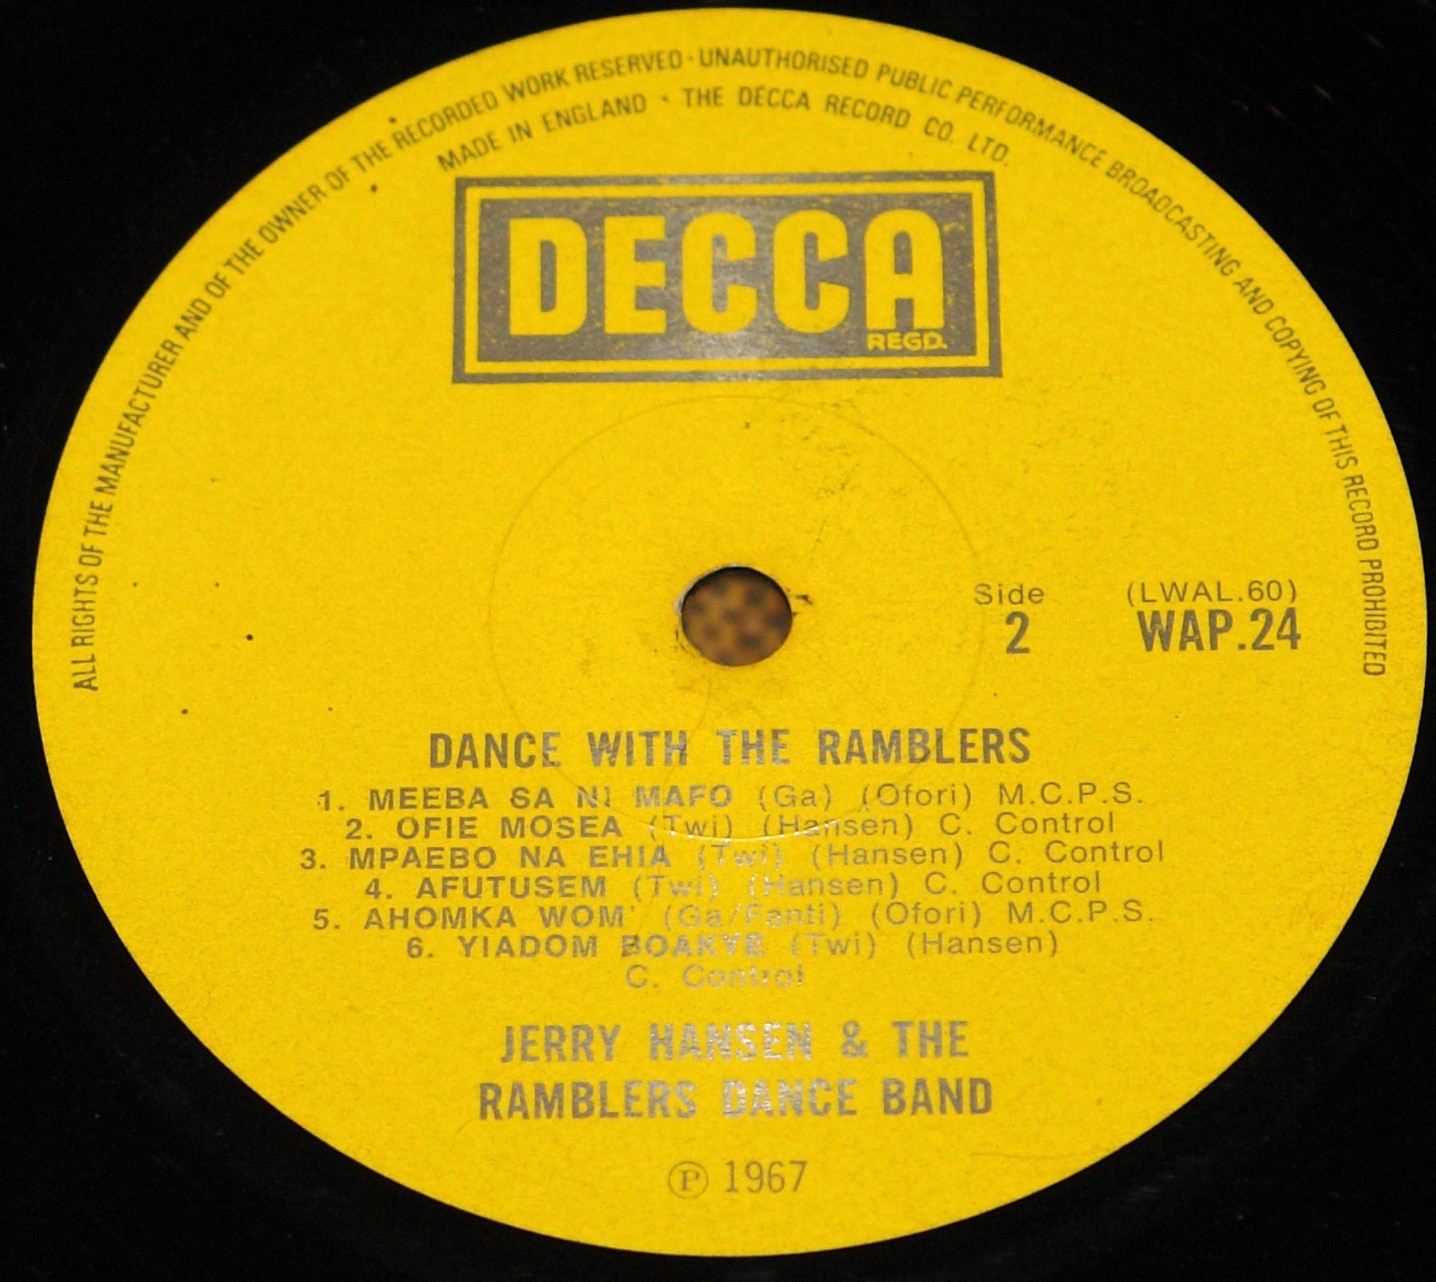 ALL RIGHTS OF THE MANUFACTURER AND OF THE OWNER OF THE RECORDED WORK RESERVED · UNAUTHORISED PUBLIC PERFORMANCE BROADCASTING AND COPYING OF THIS RECORD PROHIBITED
MADE IN ENGLAND · THE DECCA RECORD CO. LTD.
DECCA
REGD.
Side (LWAL.60)
2 WAP.24
DANCE WITH THE RAMBLERS
1. MEEBA SA NI MAFO (Ga) (Ofori) M.C.P.S.
2. OFIE MOSEA (Twi) (Hansen) C. Control
3. MPAEBO NA EHIA (Twi) (Hansen) C. Control
4. AFUTUSEM (Twi) (Hansen) C. Control
5. AHOMKA WOM' (Ga/Fanti) (Ofori) M.C.P.S.
6. YIADOM BOAKYE (Twi) (Hansen)
C. Control
JERRY HANSEN & THE
RAMBLERS DANCE BAND
℗ 1967